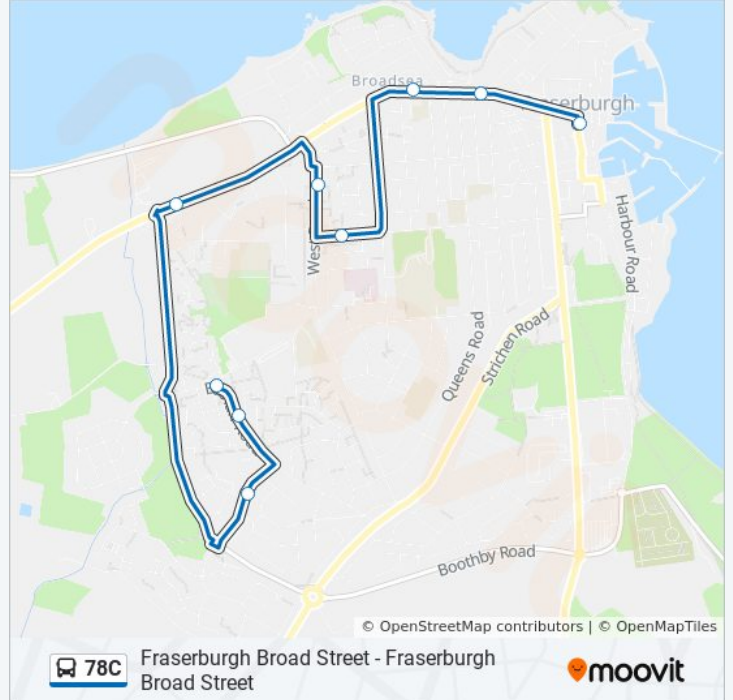 Broadsea
Fraserburgh
Harbour Road
West
Queens Road
Strichen Road
Boothby Road
© OpenStreetMap contributors | © OpenMapTiles
78C
Fraserburgh Broad Street - Fraserburgh
Broad Street
moovit